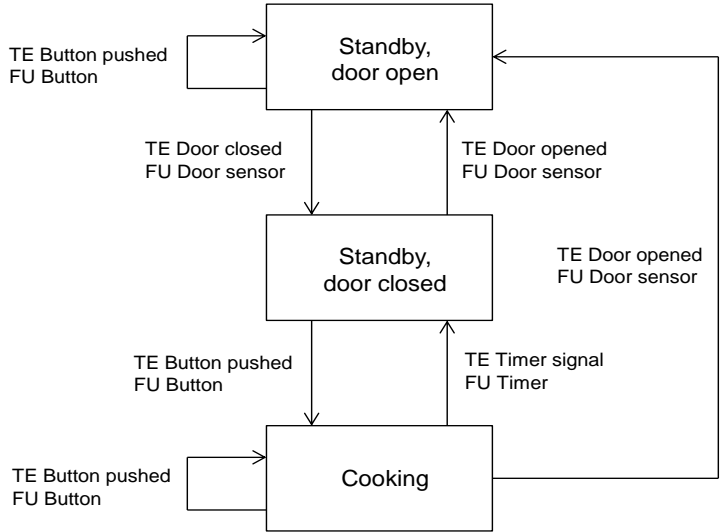 Standby,
door open
TE Button pushed
FU Button
TE Door closed
FU Door sensor
TE Door opened
FU Door sensor
Standby,
door closed
TE Door opened
FU Door sensor
TE Button pushed
FU Button
TE Timer signal
FU Timer
Cooking
TE Button pushed
FU Button